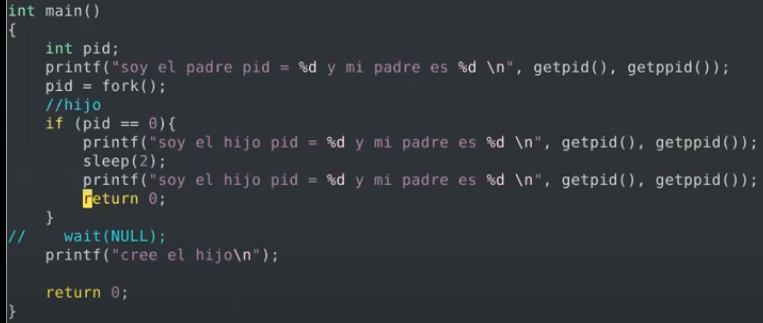 int main()
{
    int pid;
    printf("soy el padre pid = %d y mi padre es %d \n", getpid(), getppid());
    pid = fork();
    //hijo
    if (pid == 0){
        printf("soy el hijo pid = %d y mi padre es %d \n", getpid(), getppid());
        sleep(2);
        printf("soy el hijo pid = %d y mi padre es %d \n", getpid(), getppid());
        return 0;
    }
//    wait(NULL);
    printf("cree el hijo\n");

    return 0;
}